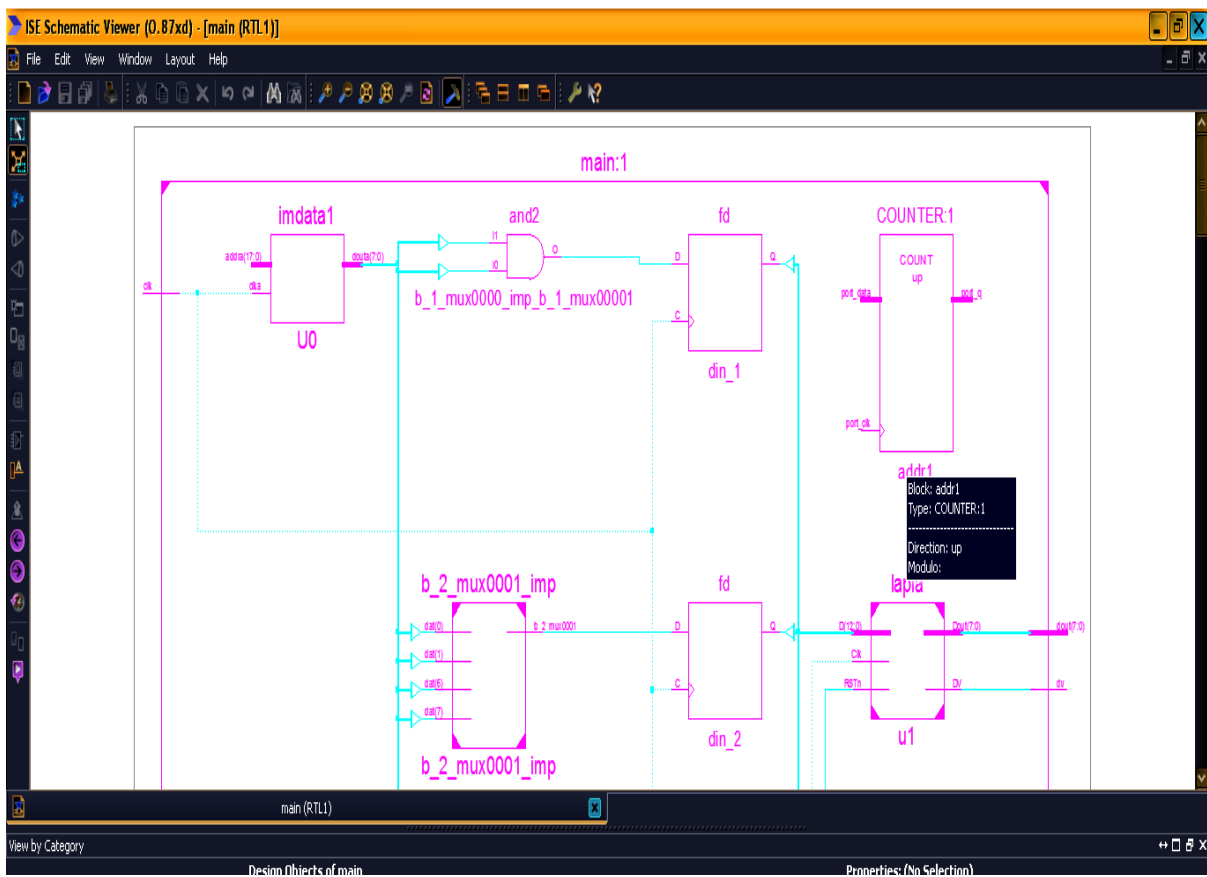 ISE Schematic Viewer (0.87xd) - [main (RTL1)]
File Edit View Window Layout Help
main:1
imdata1
and2
fd
COUNTER:1
addra(17:0)
douta(7:0)
clka
clk
U0
I1
I0
O
b_1_mux0000_imp_b_1_mux00001
D
Q
C
din_1
COUNT
up
port_data
port_q
port_clk
addr1
Block: addr1
Type: COUNTER:1
------------------------
Direction: up
Modulo:
b_2_mux0001_imp
fd
lapla
dat(0)
dat(1)
dat(6)
dat(7)
b_2_mux0001
b_2_mux0001_imp
D
Q
C
din_2
D(12:0)
Clk
RSTn
Dout(7:0)
DV
dout(7:0)
dv
u1
main (RTL1)
View by Category
Design Objects of main
Properties: (No Selection)